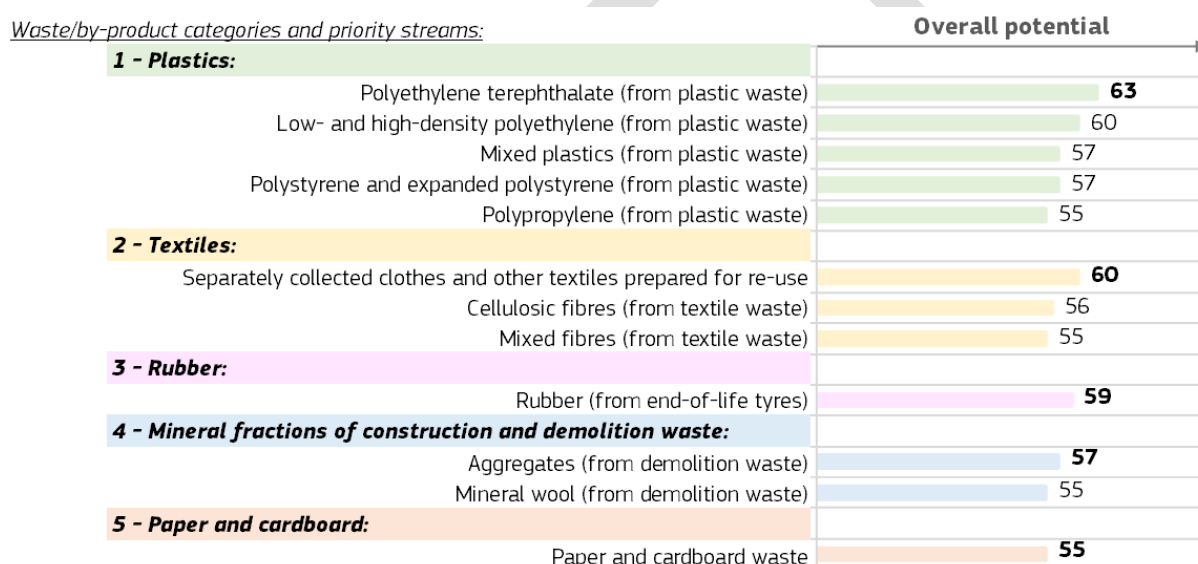 Waste/by-product categories and priority streams: Overall potential
1 - Plastics:
Polyethylene terephthalate (from plastic waste) 63
Low- and high-density polyethylene (from plastic waste) 60
Mixed plastics (from plastic waste) 57
Polystyrene and expanded polystyrene (from plastic waste) 57
Polypropylene (from plastic waste) 55
2 - Textiles:
Separately collected clothes and other textiles prepared for re-use 60
Cellulosic fibres (from textile waste) 56
Mixed fibres (from textile waste) 55
3 - Rubber:
Rubber (from end-of-life tyres) 59
4 - Mineral fractions of construction and demolition waste:
Aggregates (from demolition waste) 57
Mineral wool (from demolition waste) 55
5 - Paper and cardboard:
Paper and cardboard waste 55